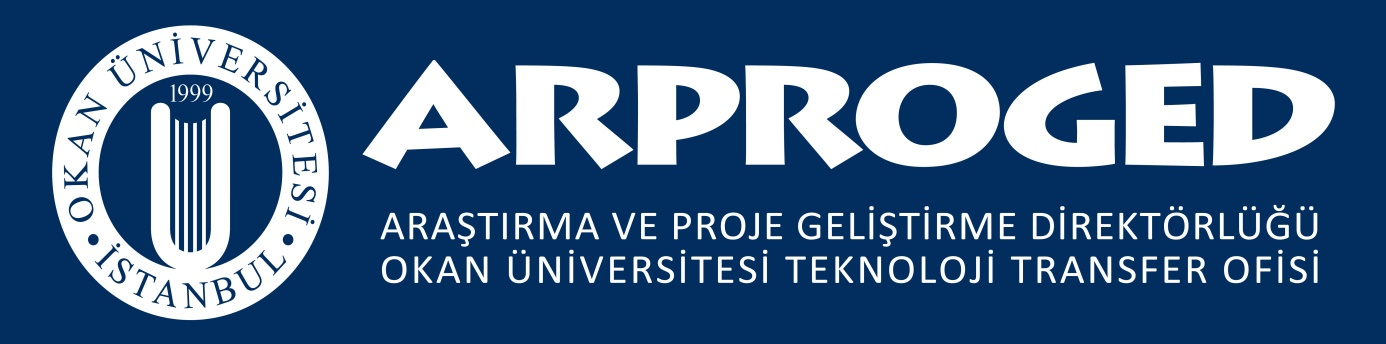 OKAN ÜNİVERSİTESİ
1999
• İSTANBUL •
ARPROGED
ARAŞTIRMA VE PROJE GELİŞTİRME DİREKTÖRLÜĞÜ
OKAN ÜNİVERSİTESİ TEKNOLOJİ TRANSFER OFİSİ